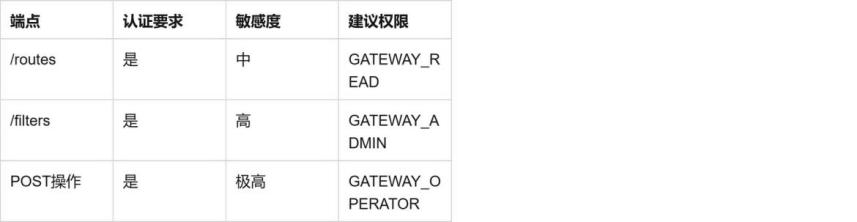 端点 认证要求 敏感度 建议权限
/routes 是 中 GATEWAY_R
EAD
/filters 是 高 GATEWAY_A
DMIN
POST操作 是 极高 GATEWAY_O
PERATOR